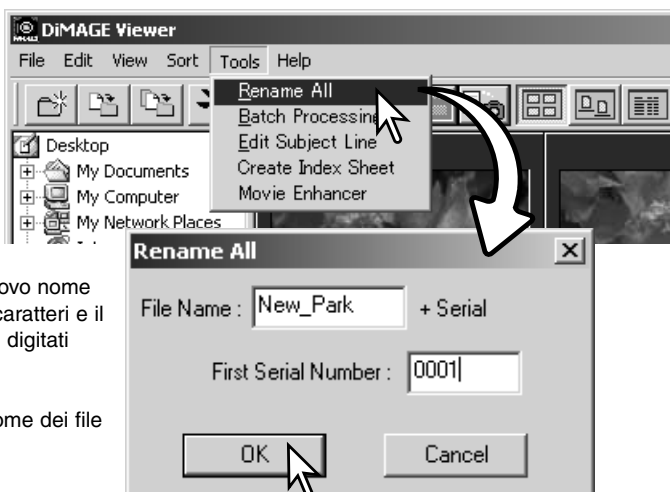 DiMAGE Viewer
File Edit View Sort Tools Help
Rename All
Batch Processing
Edit Subject Line
Create Index Sheet
Movie Enhancer
Desktop
My Documents
My Computer
My Network Places
Rename All
File Name : New_Park + Serial
First Serial Number : 0001
OK Cancel
ovo nome
caratteri e il
digitati
ome dei file